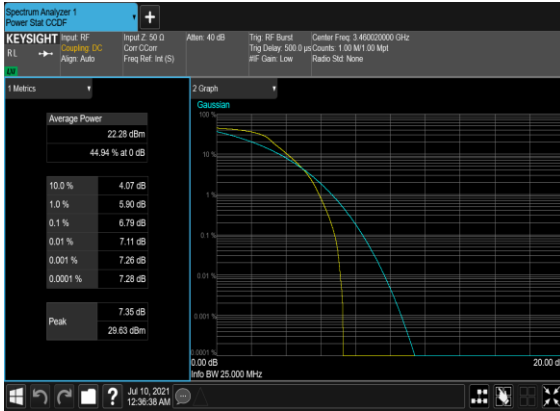 Spectrum Analyzer 1
Power Stat CCDF
+
KEYSIGHT Input: RF Input Z: 50 Ω Atten: 40 dB Trig: RF Burst Center Freq: 3.460020000 GHz
RL Coupling: DC Corr CCorr Trig Delay: 500.0 µs Counts: 1.00 M/1.00 Mpt
Align: Auto Freq Ref: Int (S) #IF Gain: Low Radio Std: None
1 Metrics
2 Graph
Average Power
22.28 dBm
44.94 % at 0 dB
10.0 % 4.07 dB
1.0 % 5.90 dB
0.1 % 6.79 dB
0.01 % 7.11 dB
0.001 % 7.26 dB
0.0001 % 7.28 dB
Peak 7.35 dB
29.63 dBm
Gaussian
100 %
10 %
1 %
0.1 %
0.01 %
0.001 %
0.0001 %
0.00 dB 20.00 d
Info BW 25.000 MHz
? Jul 10, 2021
12:36:38 AM